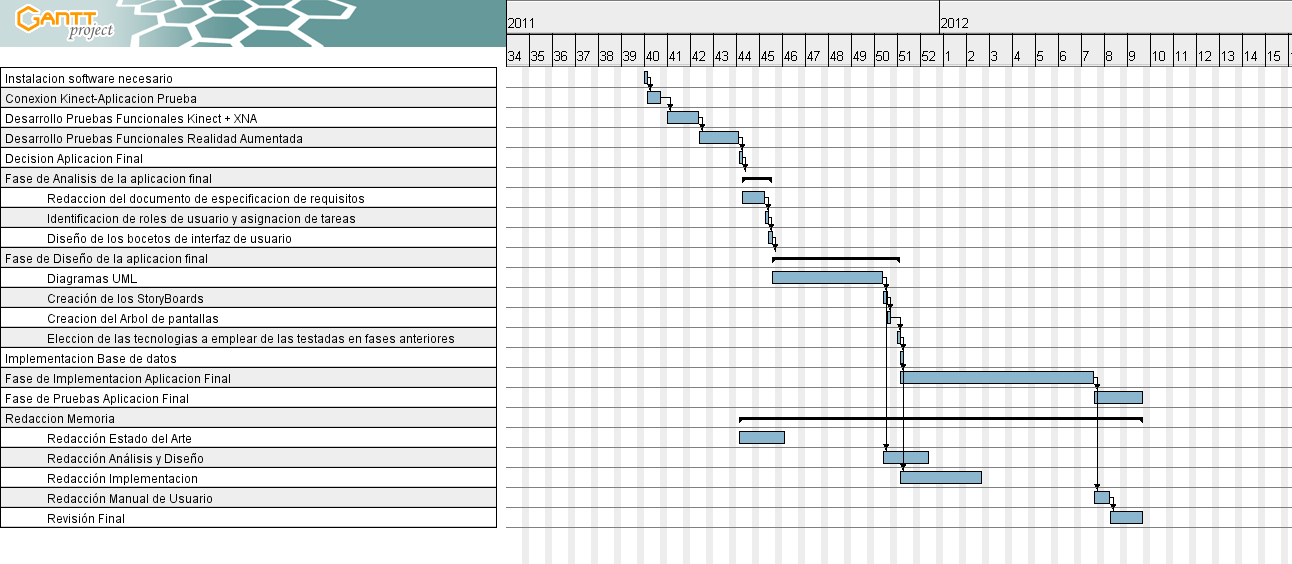 GANTT
project
2011
2012
34 35 36 37 38 39 40 41 42 43 44 45 46 47 48 49 50 51 52 1 2 3 4 5 6 7 8 9 10 11 12 13 14 15
Instalacion software necesario
Conexion Kinect-Aplicacion Prueba
Desarrollo Pruebas Funcionales Kinect + XNA
Desarrollo Pruebas Funcionales Realidad Aumentada
Decision Aplicacion Final
Fase de Analisis de la aplicacion final
Redaccion del documento de especificacion de requisitos
Identificacion de roles de usuario y asignacion de tareas
Diseño de los bocetos de interfaz de usuario
Fase de Diseño de la aplicacion final
Diagramas UML
Creación de los StoryBoards
Creacion del Arbol de pantallas
Eleccion de las tecnologias a emplear de las testadas en fases anteriores
Implementacion Base de datos
Fase de Implementacion Aplicacion Final
Fase de Pruebas Aplicacion Final
Redaccion Memoria
Redacción Estado del Arte
Redacción Análisis y Diseño
Redacción Implementacion
Redacción Manual de Usuario
Revisión Final